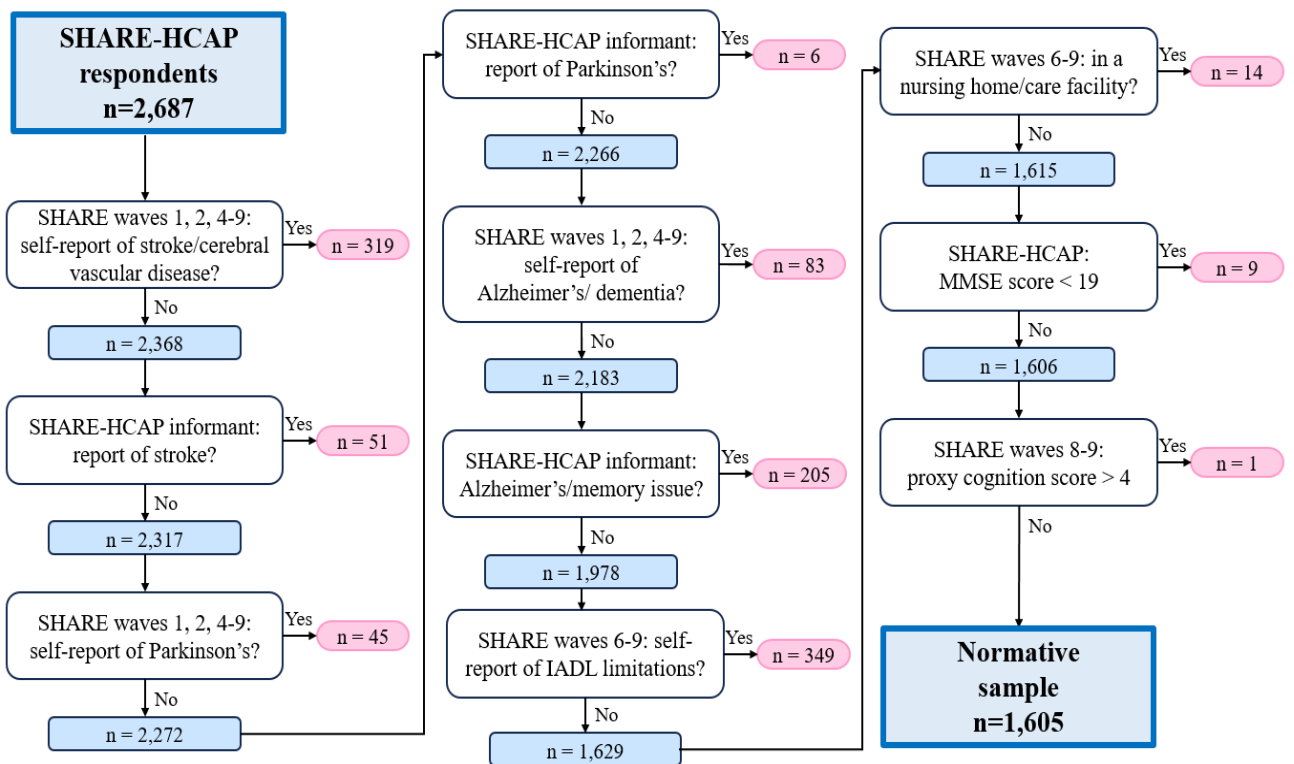 SHARE-HCAP
respondents
n=2,687
SHARE waves 1, 2, 4-9:
self-report of stroke/cerebral
vascular disease?
Yes
n = 319
No
n = 2,368
SHARE-HCAP informant:
report of stroke?
Yes
n = 51
No
n = 2,317
SHARE waves 1, 2, 4-9:
self-report of Parkinson’s?
Yes
n = 45
No
n = 2,272
SHARE-HCAP informant:
report of Parkinson’s?
Yes
n = 6
No
n = 2,266
SHARE waves 1, 2, 4-9:
self-report of
Alzheimer’s/ dementia?
Yes
n = 83
No
n = 2,183
SHARE-HCAP informant:
Alzheimer’s/memory issue?
Yes
n = 205
No
n = 1,978
SHARE waves 6-9: self-
report of IADL limitations?
Yes
n = 349
No
n = 1,629
SHARE waves 6-9: in a
nursing home/care facility?
Yes
n = 14
No
n = 1,615
SHARE-HCAP:
MMSE score < 19
Yes
n = 9
No
n = 1,606
SHARE waves 8-9:
proxy cognition score > 4
Yes
n = 1
No
Normative
sample
n=1,605